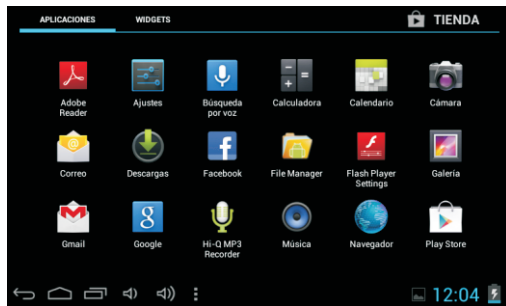 APLICACIONES WIDGETS TIENDA
Adobe Reader Ajustes Búsqueda por voz Calculadora Calendario Cámara
Correo Descargas Facebook File Manager Flash Player Settings Galería
Gmail Google Hi-Q MP3 Recorder Música Navegador Play Store
12:04